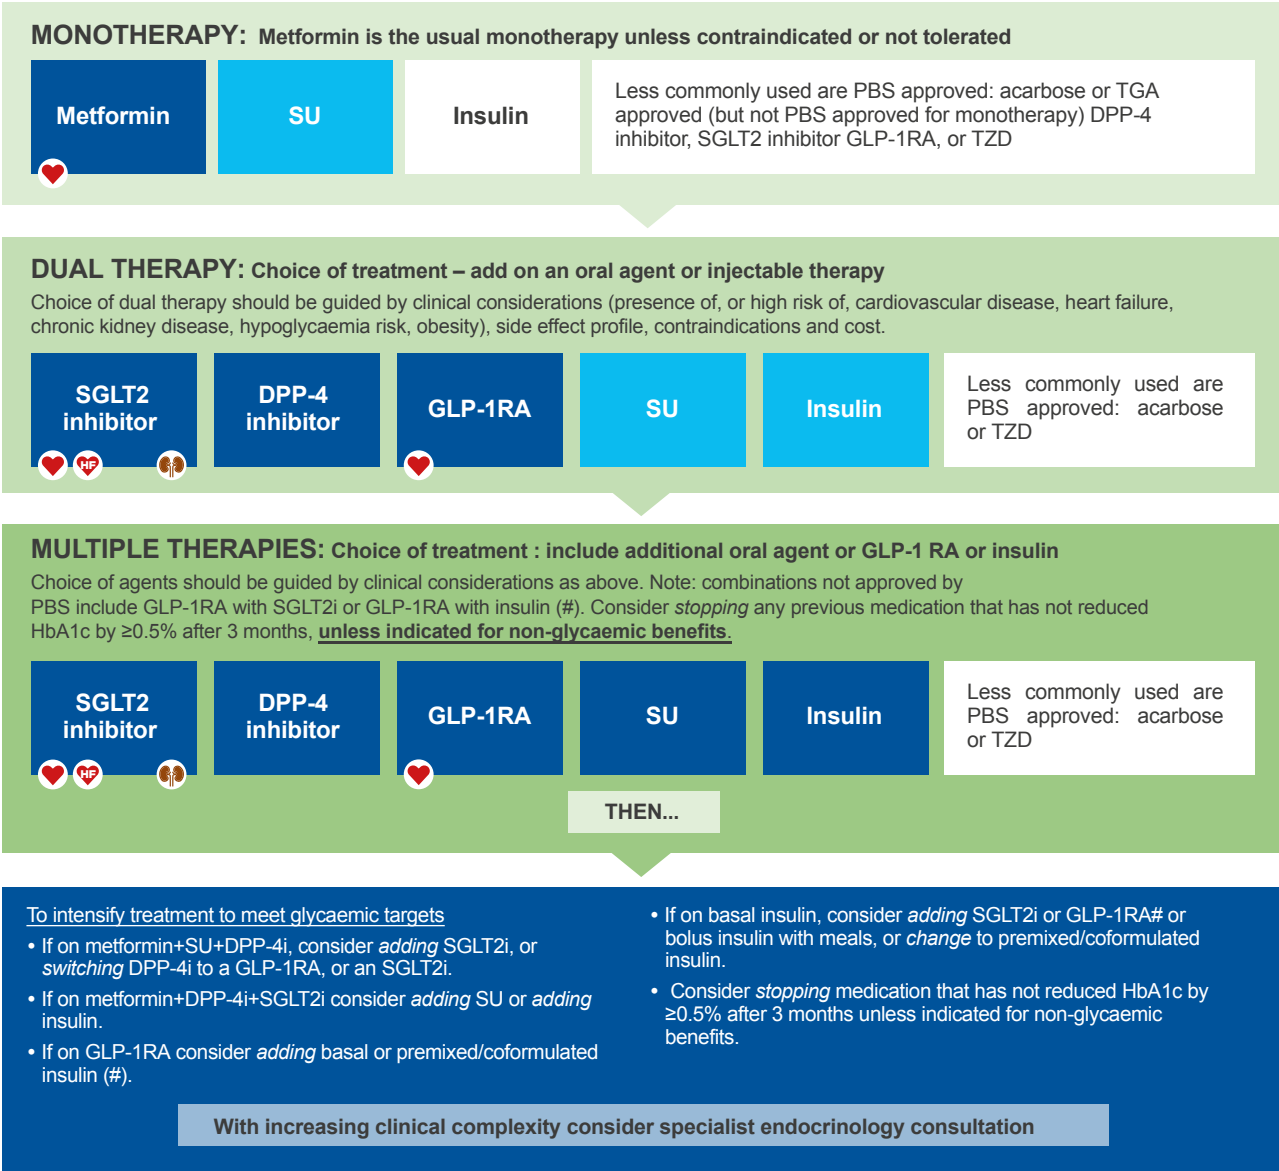 MONOTHERAPY: Metformin is the usual monotherapy unless contraindicated or not tolerated
Metformin
SU
Insulin
Less commonly used are PBS approved: acarbose or TGA
approved (but not PBS approved for monotherapy) DPP-4
inhibitor, SGLT2 inhibitor GLP-1RA, or TZD
DUAL THERAPY: Choice of treatment – add on an oral agent or injectable therapy
Choice of dual therapy should be guided by clinical considerations (presence of, or high risk of, cardiovascular disease, heart failure,
chronic kidney disease, hypoglycaemia risk, obesity), side effect profile, contraindications and cost.
SGLT2
inhibitor
HF
DPP-4
inhibitor
GLP-1RA
SU
Insulin
Less commonly used are
PBS approved: acarbose
or TZD
MULTIPLE THERAPIES: Choice of treatment : include additional oral agent or GLP-1 RA or insulin
Choice of agents should be guided by clinical considerations as above. Note: combinations not approved by
PBS include GLP-1RA with SGLT2i or GLP-1RA with insulin (#). Consider stopping any previous medication that has not reduced
HbA1c by ≥0.5% after 3 months, unless indicated for non-glycaemic benefits.
SGLT2
inhibitor
HF
DPP-4
inhibitor
GLP-1RA
SU
Insulin
Less commonly used are
PBS approved: acarbose
or TZD
THEN...
To intensify treatment to meet glycaemic targets
• If on metformin+SU+DPP-4i, consider adding SGLT2i, or
switching DPP-4i to a GLP-1RA, or an SGLT2i.
• If on metformin+DPP-4i+SGLT2i consider adding SU or adding
insulin.
• If on GLP-1RA consider adding basal or premixed/coformulated
insulin (#).
• If on basal insulin, consider adding SGLT2i or GLP-1RA# or
bolus insulin with meals, or change to premixed/coformulated
insulin.
• Consider stopping medication that has not reduced HbA1c by
≥0.5% after 3 months unless indicated for non-glycaemic
benefits.
With increasing clinical complexity consider specialist endocrinology consultation